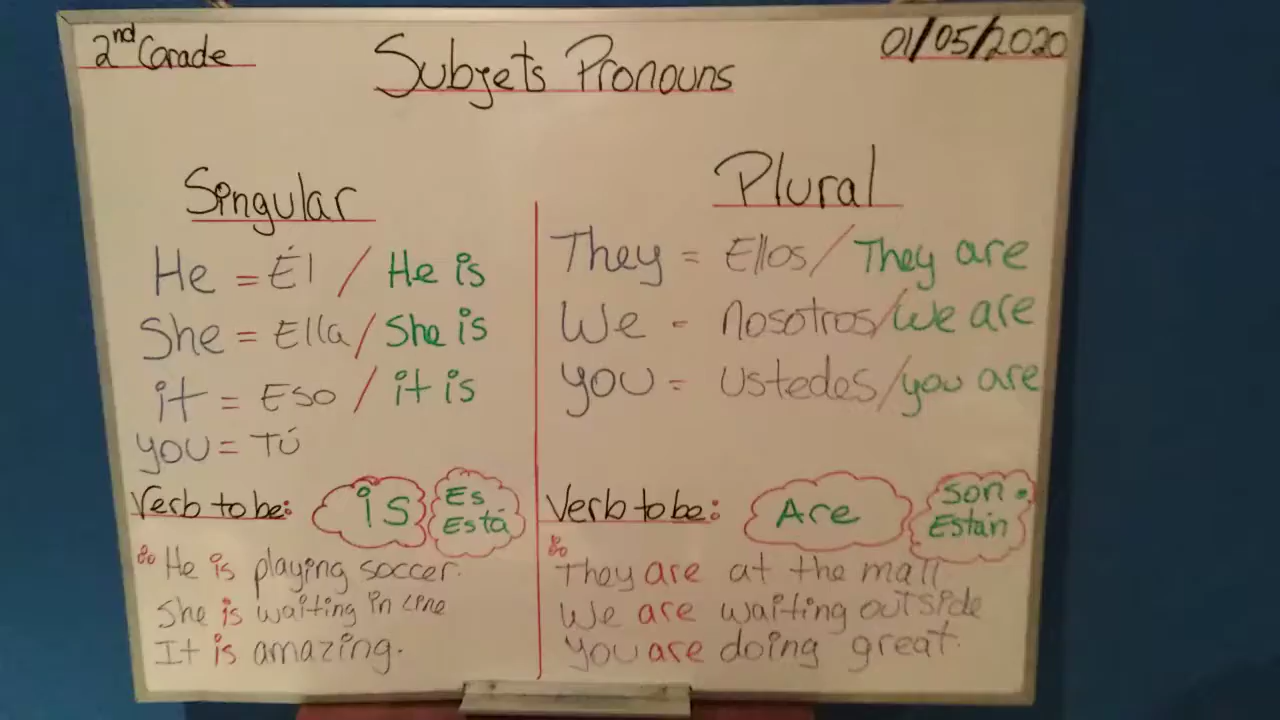 2nd Grade
01/05/2020
Subjets Pronouns
Singular
He = Él / He is
She = Ella / She is
it = Eso / it is
you = Tú
Verb to be: is Es Está
He is playing soccer.
She is waiting in line
It is amazing.
Plural
They = Ellos / They are
We = nosotros / We are
you = ustedes / you are
Verb to be: Are Son Están
They are at the mall
We are waiting outside
You are doing great.